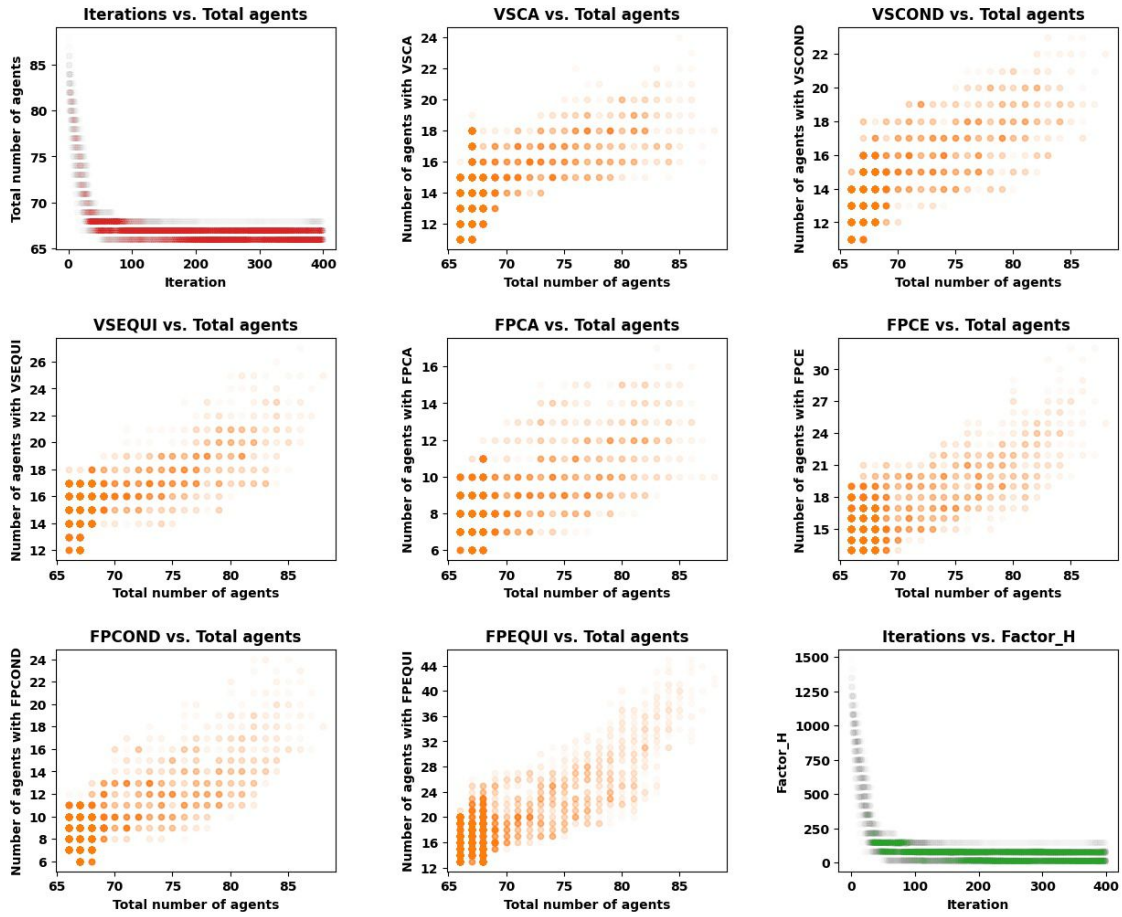 Iterations vs. Total agents
Total number of agents
85
80
75
70
65
0 100 200 300 400
Iteration
VSCA vs. Total agents
Number of agents with VSCA
24
22
20
18
16
14
12
65 70 75 80 85
Total number of agents
VSCOND vs. Total agents
Number of agents with VSCOND
22
20
18
16
14
12
65 70 75 80 85
Total number of agents
VSEQUI vs. Total agents
Number of agents with VSEQUI
26
24
22
20
18
16
14
12
65 70 75 80 85
Total number of agents
FPCA vs. Total agents
Number of agents with FPCA
16
14
12
10
8
6
65 70 75 80 85
Total number of agents
FPCE vs. Total agents
Number of agents with FPCE
30
27
24
21
18
15
65 70 75 80 85
Total number of agents
FPCOND vs. Total agents
Number of agents with FPCOND
24
22
20
18
16
14
12
10
8
6
65 70 75 80 85
Total number of agents
FPEQUI vs. Total agents
Number of agents with FPEQUI
44
40
36
32
28
24
20
16
12
65 70 75 80 85
Total number of agents
Iterations vs. Factor_H
Factor_H
1500
1250
1000
750
500
250
0
0 100 200 300 400
Iteration